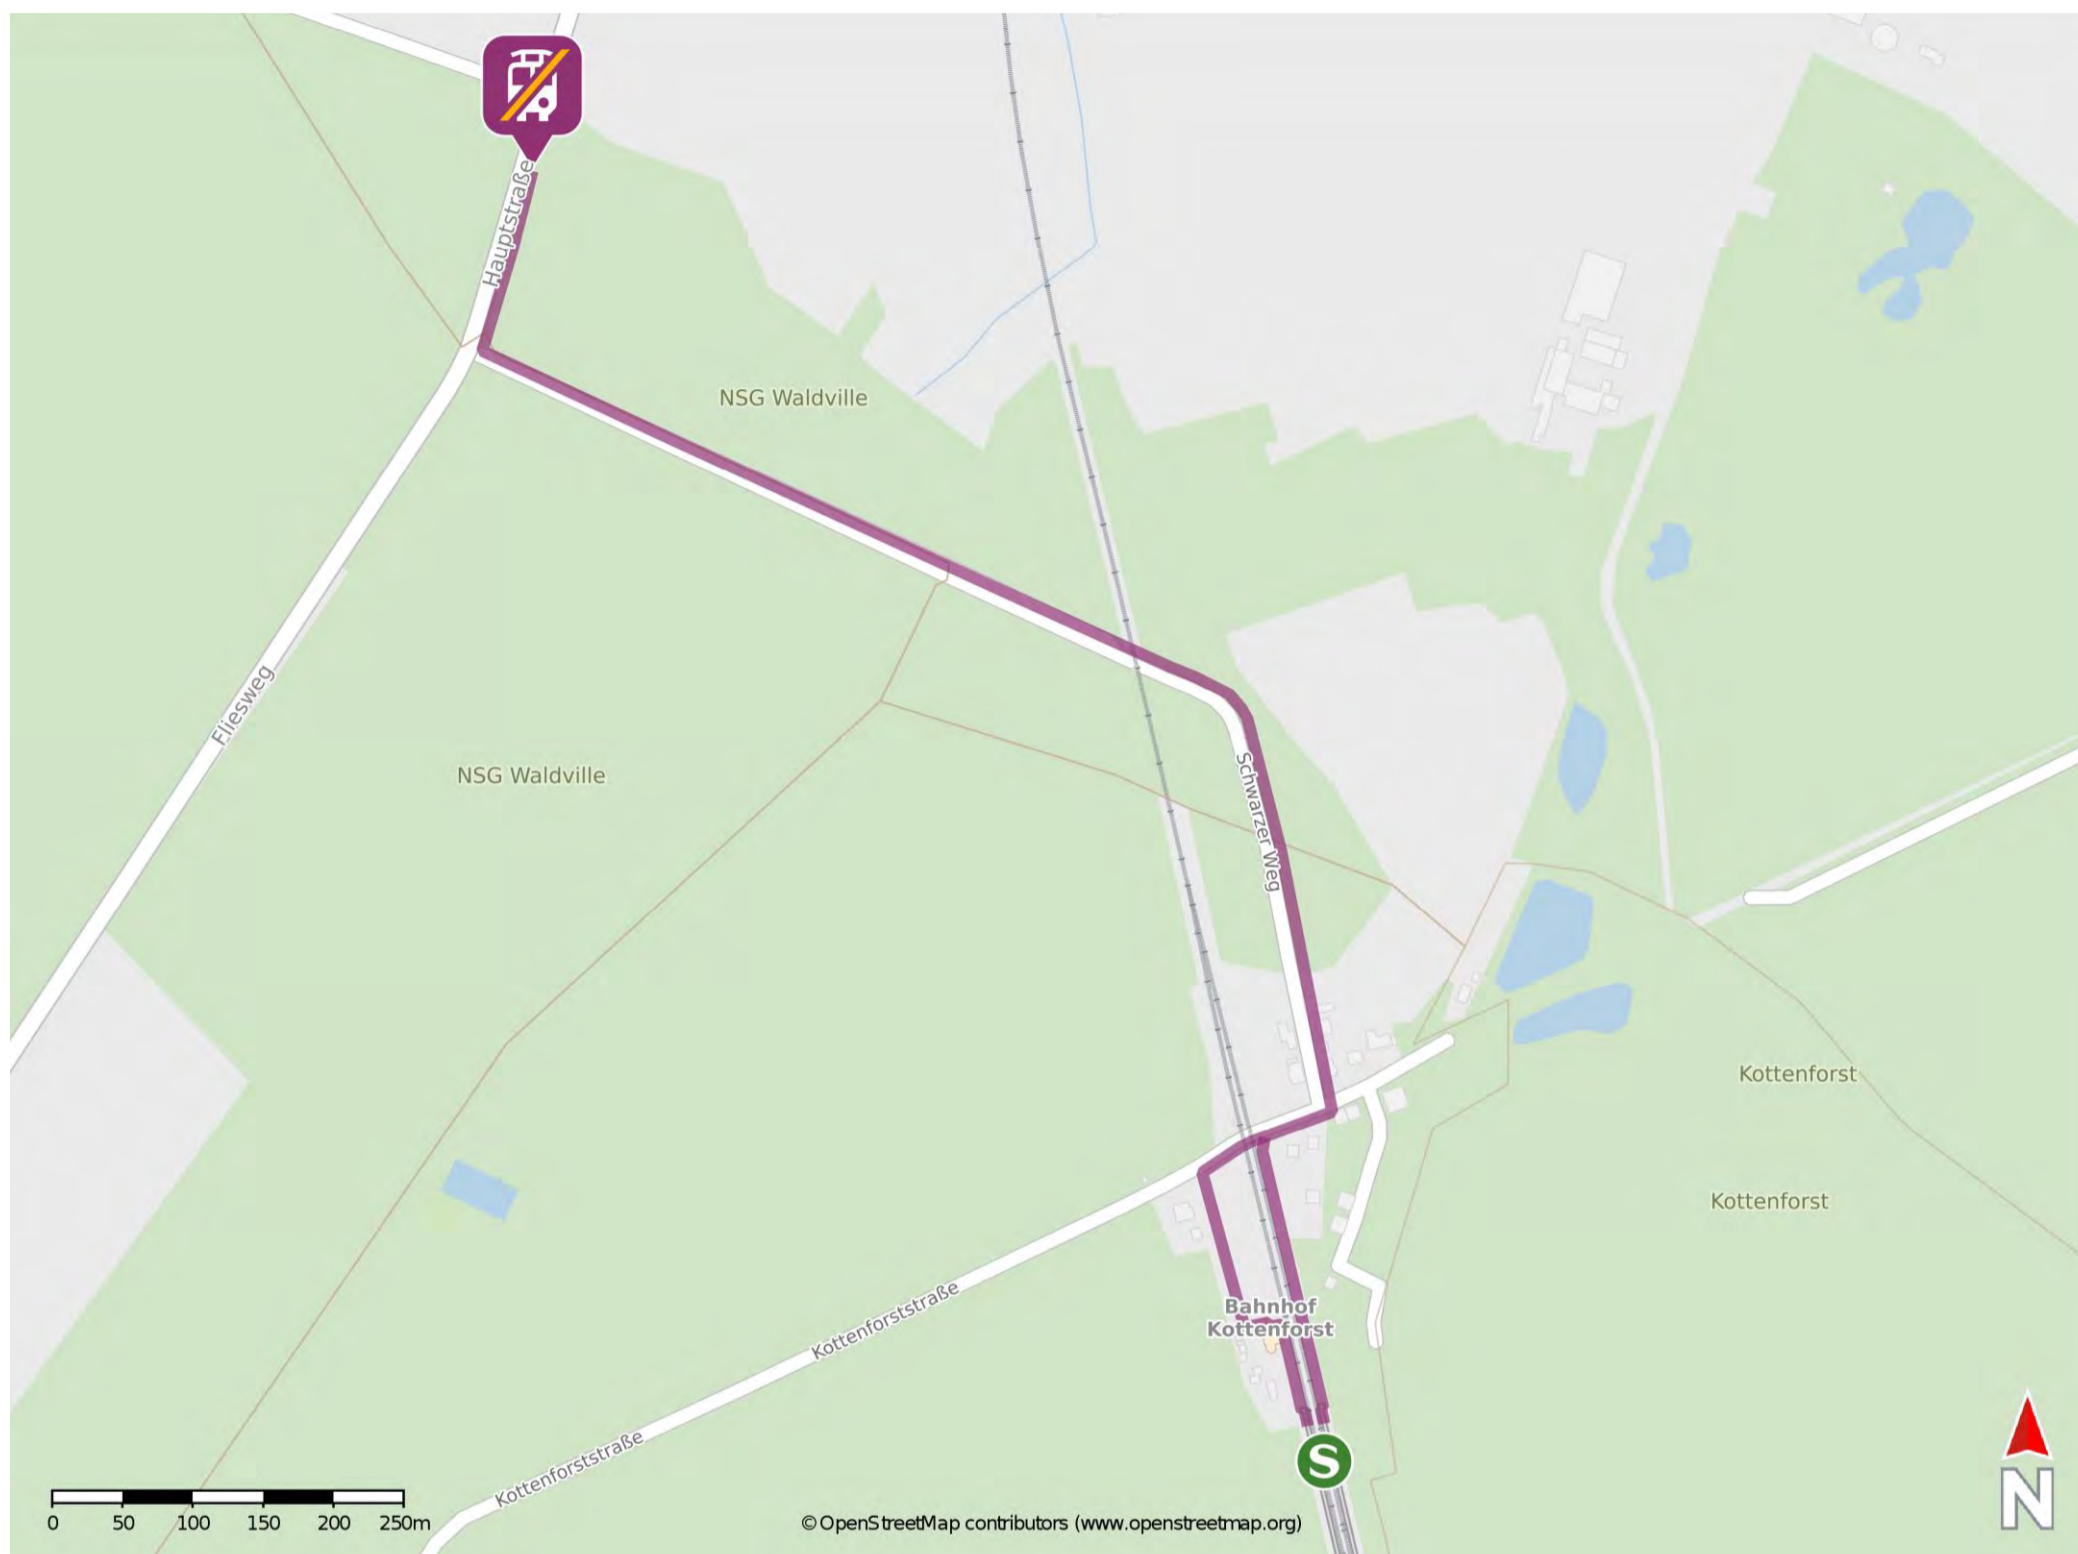 Hauptstraße
NSG Waldville
Fliesweg
NSG Waldville
Schwarzer Weg
Kottenforst
Kottenforst
Bahnhof
Kottenforst
Kottenforststraße
Kottenforststraße
S
N
0 50 100 150 200 250m
© OpenStreetMap contributors (www.openstreetmap.org)